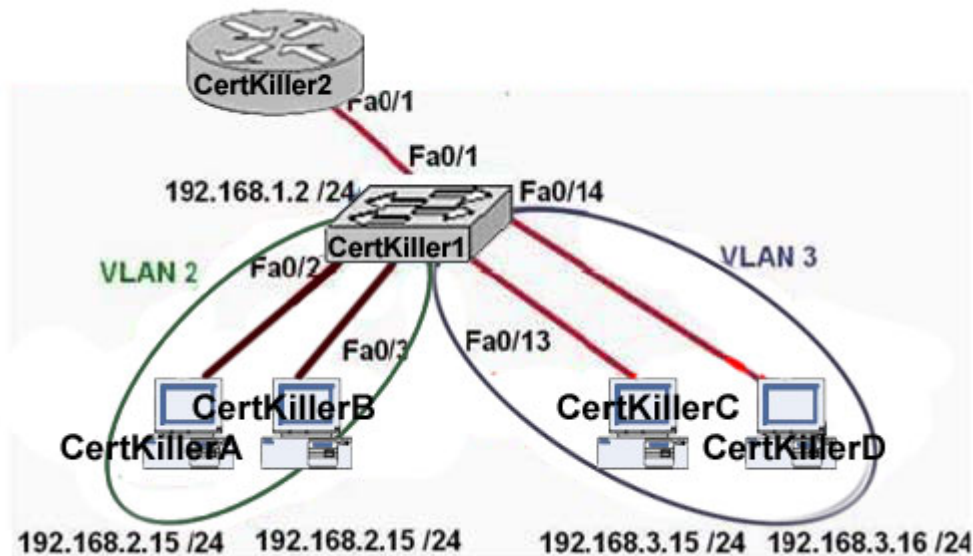 CertKiller2
Fa0/1
Fa0/1
192.168.1.2 /24
Fa0/14
CertKiller1
VLAN 2
Fa0/2
VLAN 3
Fa0/3
Fa0/13
CertKillerB
CertKillerC
CertKillerA
CertKillerD
192.168.2.15 /24
192.168.2.15 /24
192.168.3.15 /24
192.168.3.16 /24